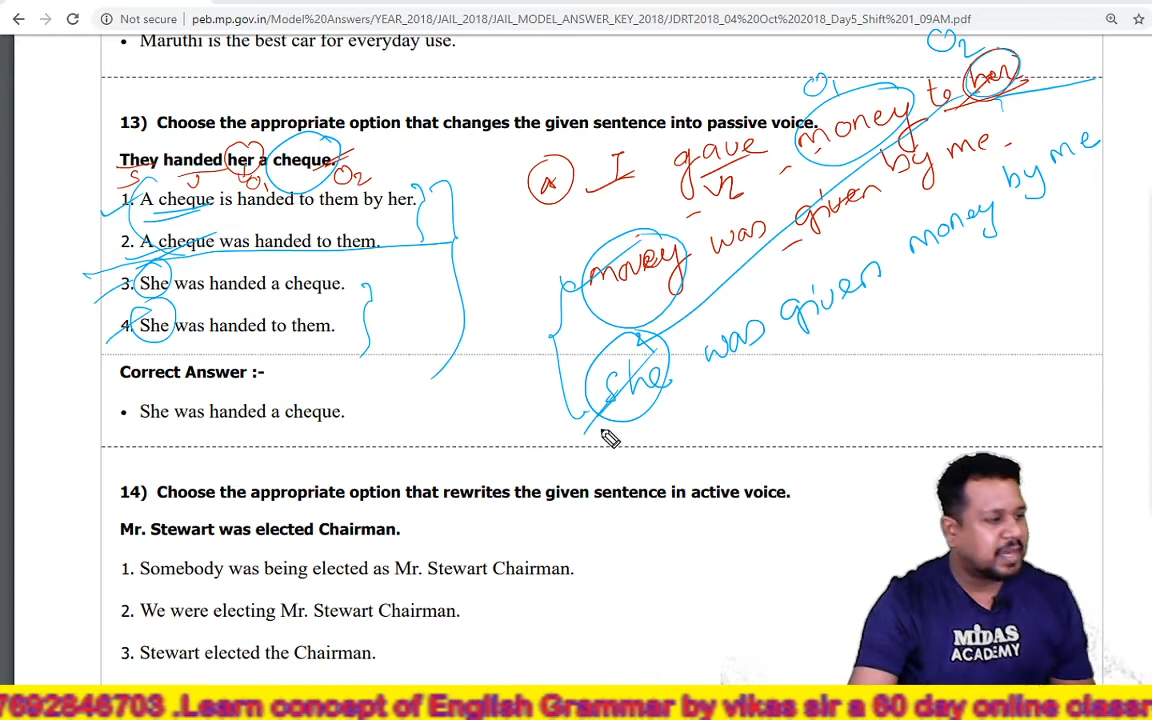 Not secure | peb.mp.gov.in/Model%20Answers/YEAR_2018/JAIL_2018/JAIL_MODEL_ANSWER_KEY_2018/JDRT2018_04%20Oct%202018_Day5_Shift%201_09AM.pdf
• Maruthi is the best car for everyday use.
O2
O1
13) Choose the appropriate option that changes the given sentence into passive voice.
They handed her a cheque.
S V O1 O2
1. A cheque is handed to them by her.
2. A cheque was handed to them.
3. She was handed a cheque.
4. She was handed to them.
I gave money to her
V2
money was given by me
she was given money by me
Correct Answer :-
• She was handed a cheque.
14) Choose the appropriate option that rewrites the given sentence in active voice.
Mr. Stewart was elected Chairman.
1. Somebody was being elected as Mr. Stewart Chairman.
2. We were electing Mr. Stewart Chairman.
3. Stewart elected the Chairman.
MIDAS
ACADEMY
7692846703 .Learn concept of English Grammar by vikas sir a 60 day online